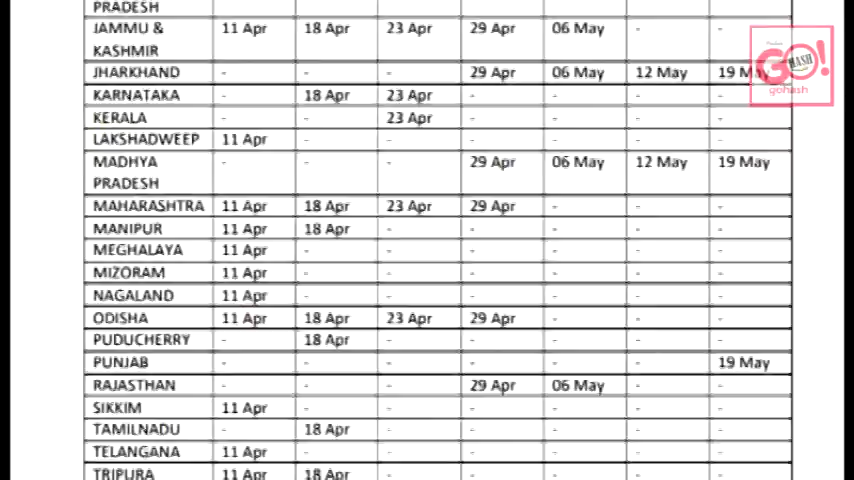 PRADESH
JAMMU & 11 Apr 18 Apr 23 Apr 29 Apr 06 May - -
KASHMIR
JHARKHAND - - - 29 Apr 06 May 12 May 19 May
KARNATAKA - 18 Apr 23 Apr - - - -
KERALA - - 23 Apr - - - -
LAKSHADWEEP 11 Apr - - - - - -
MADHYA - - - 29 Apr 06 May 12 May 19 May
PRADESH
MAHARASHTRA 11 Apr 18 Apr 23 Apr 29 Apr - - -
MANIPUR 11 Apr 18 Apr - - - - -
MEGHALAYA 11 Apr - - - - - -
MIZORAM 11 Apr - - - - - -
NAGALAND 11 Apr - - - - - -
ODISHA 11 Apr 18 Apr 23 Apr 29 Apr - - -
PUDUCHERRY - 18 Apr - - - - -
PUNJAB - - - - - - 19 May
RAJASTHAN - - - 29 Apr 06 May - -
SIKKIM 11 Apr - - - - - -
TAMILNADU - 18 Apr - - - - -
TELANGANA 11 Apr - - - - - -
TRIPURA 11 Apr 18 Apr - - - - -
GO!
HASH
gohash